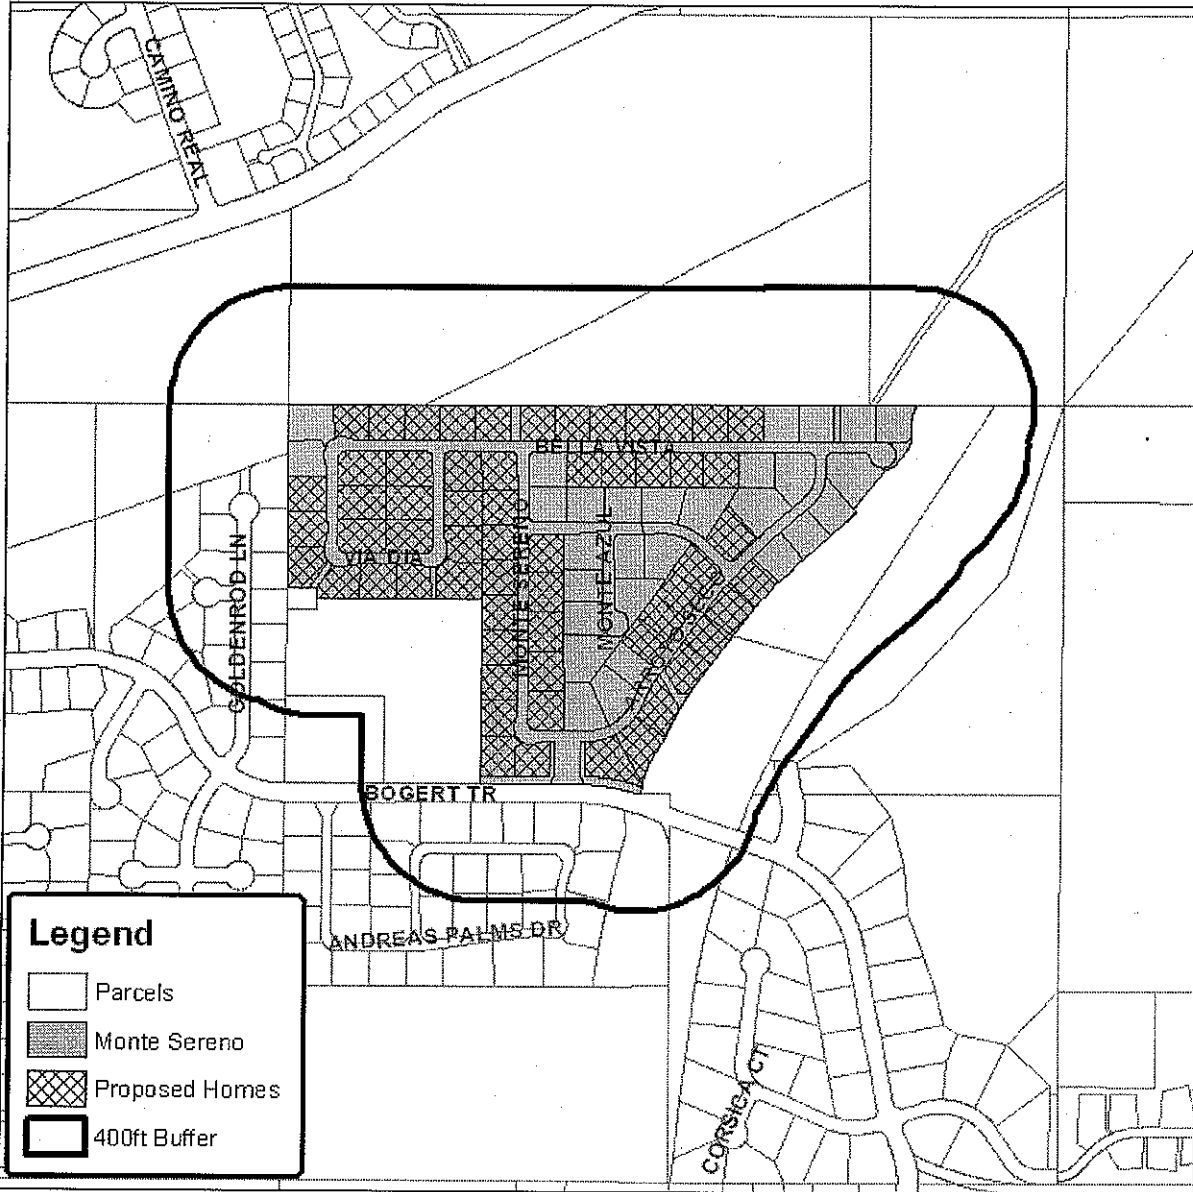 CAMINO REAL
BELLA VISTA
GOLDENROD LN
VIA DIA
MONTE SERENO
MONTE AZUL
BOGERT TR
ANDREAS PALMS DR
CORSICA CT
Legend
Parcels
Monte Sereno
Proposed Homes
400ft Buffer